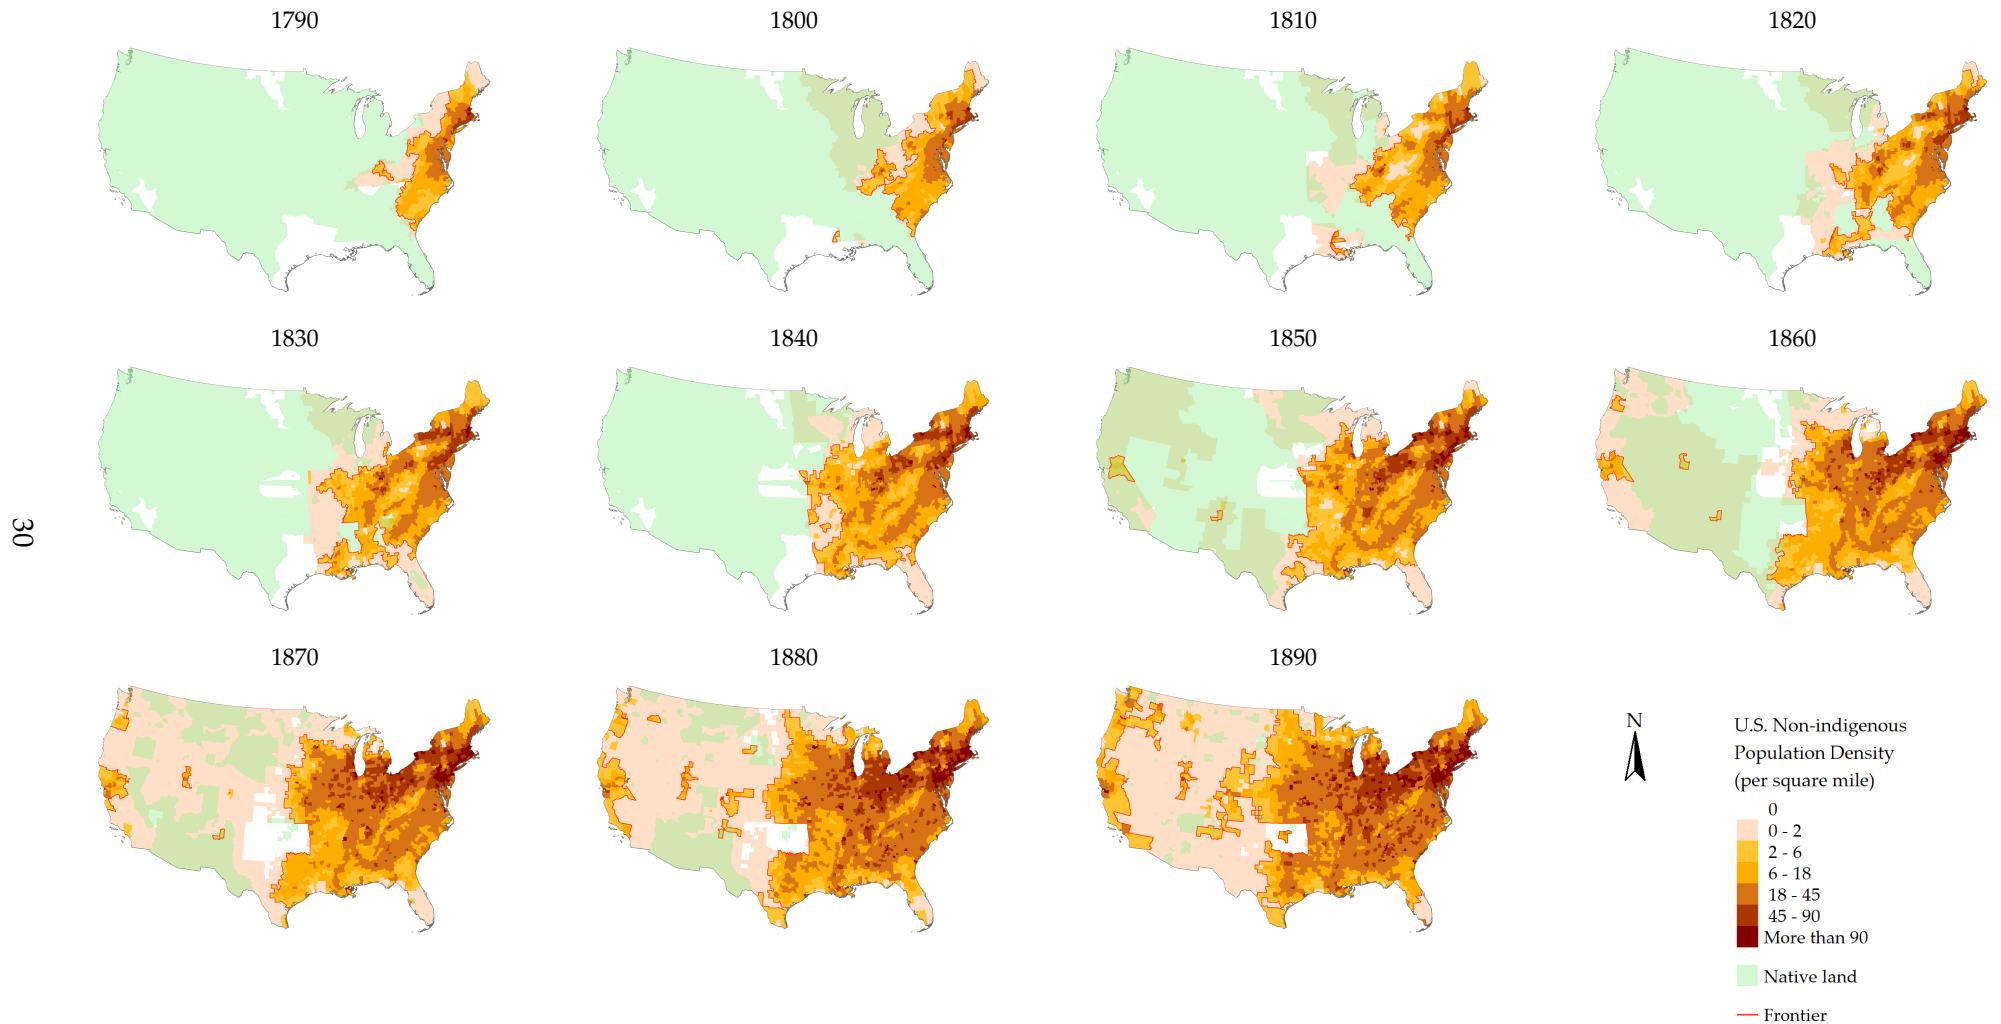 1790
1800
1810
1820
1830
1840
1850
1860
30
1870
1880
1890
N
U.S. Non-indigenous
Population Density
(per square mile)
0
0 - 2
2 - 6
6 - 18
18 - 45
45 - 90
More than 90
Native land
Frontier